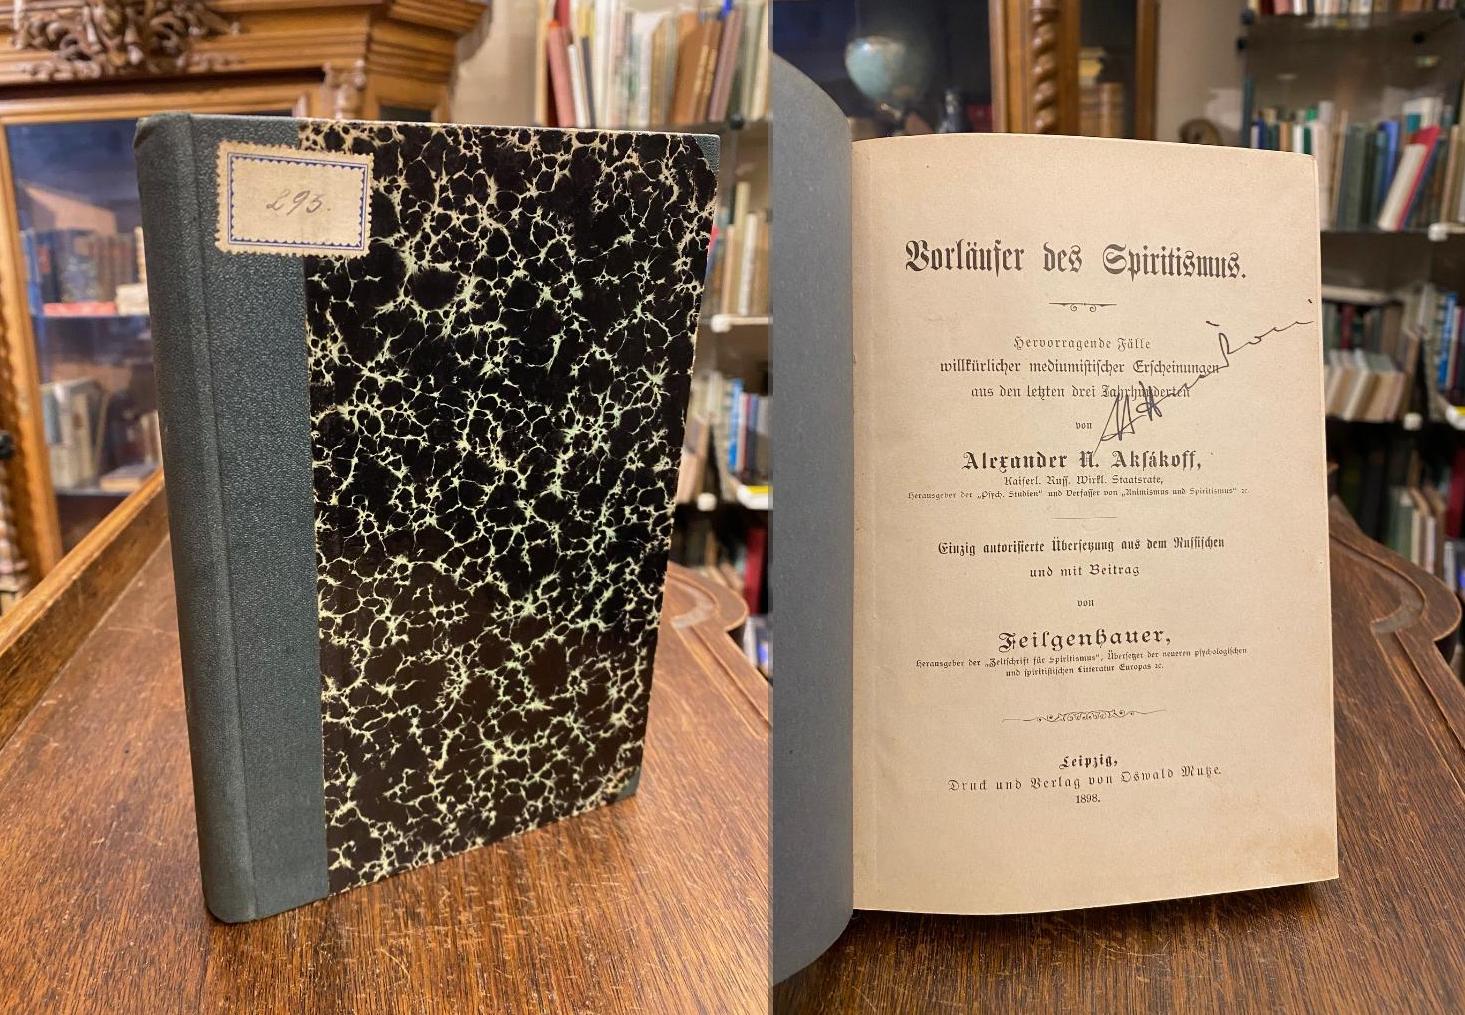 293.
Vorläufer des Spiritismus.
Hervorragende Fälle
willkürlicher mediumistischer Erscheinungen
aus den letzten drei Jahrhunderten
von
Alexander N. Aksákoff,
Kaiserl. Russ. Wirkl. Staatsrate,
Herausgeber der „Psych. Studien“ und Verfasser von „Animismus und Spiritismus“ ꝛc.
Einzig autorisierte Übersetzung aus dem Russischen
und mit Beitrag
von
Feilgenhauer,
Herausgeber der „Zeitschrift für Spiritismus“, Übersetzer der neueren psychologischen
und spiritistischen Litteratur Europas ꝛc.
Leipzig,
Druck und Verlag von Oswald Mutze.
1898.